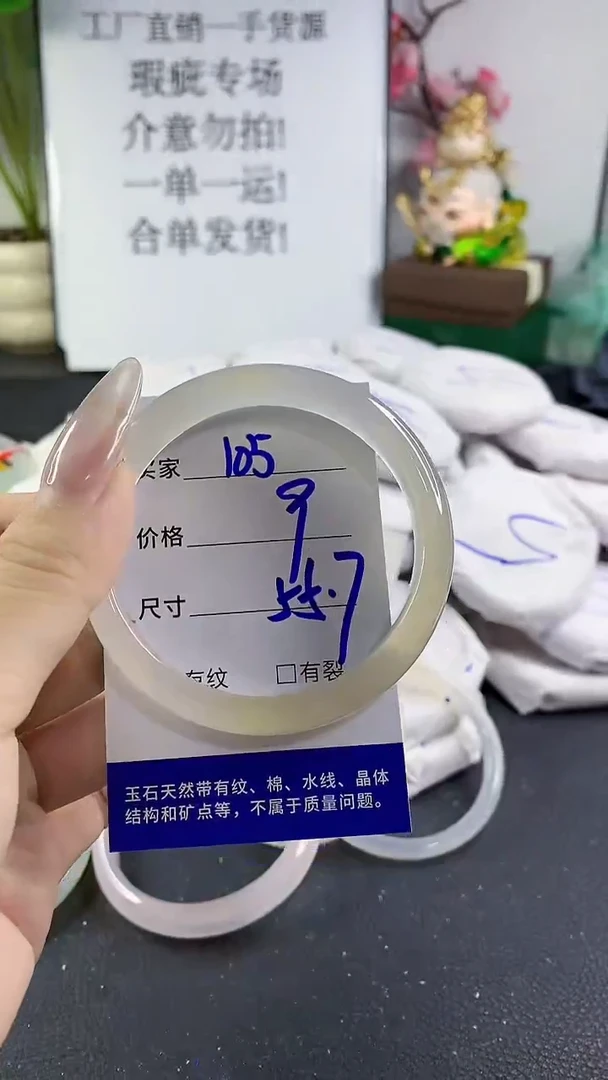 工厂直销一手货源
瑕疵专场
介意勿拍!
一单一运!
合单发货!
买家 105
价格 9
尺寸 55.7
有纹 □有裂
玉石天然带有纹、棉、水线、晶体
结构和矿点等，不属于质量问题。